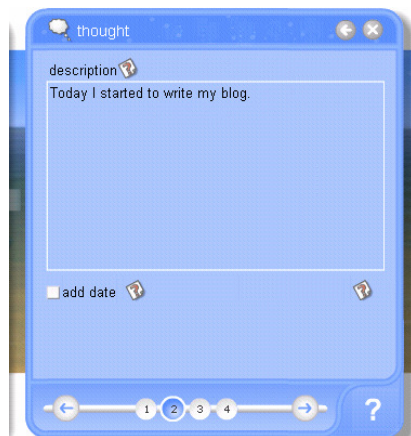 thought
description
Today I started to write my blog.
add date
1 2 3 4
?